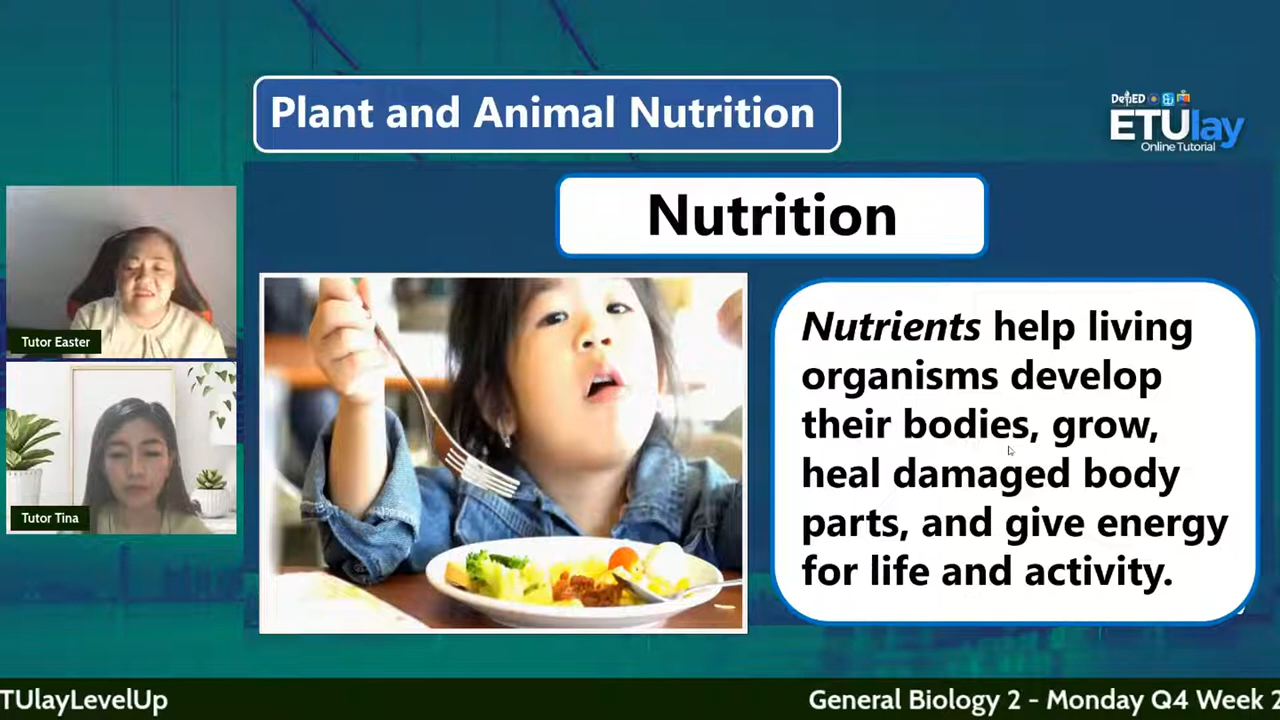 Plant and Animal Nutrition
DepED
ETUlay
Online Tutorial
Nutrition
Tutor Easter
Tutor Tina
Nutrients help living
organisms develop
their bodies, grow,
heal damaged body
parts, and give energy
for life and activity.
TUlayLevelUp
General Biology 2 - Monday Q4 Week 2